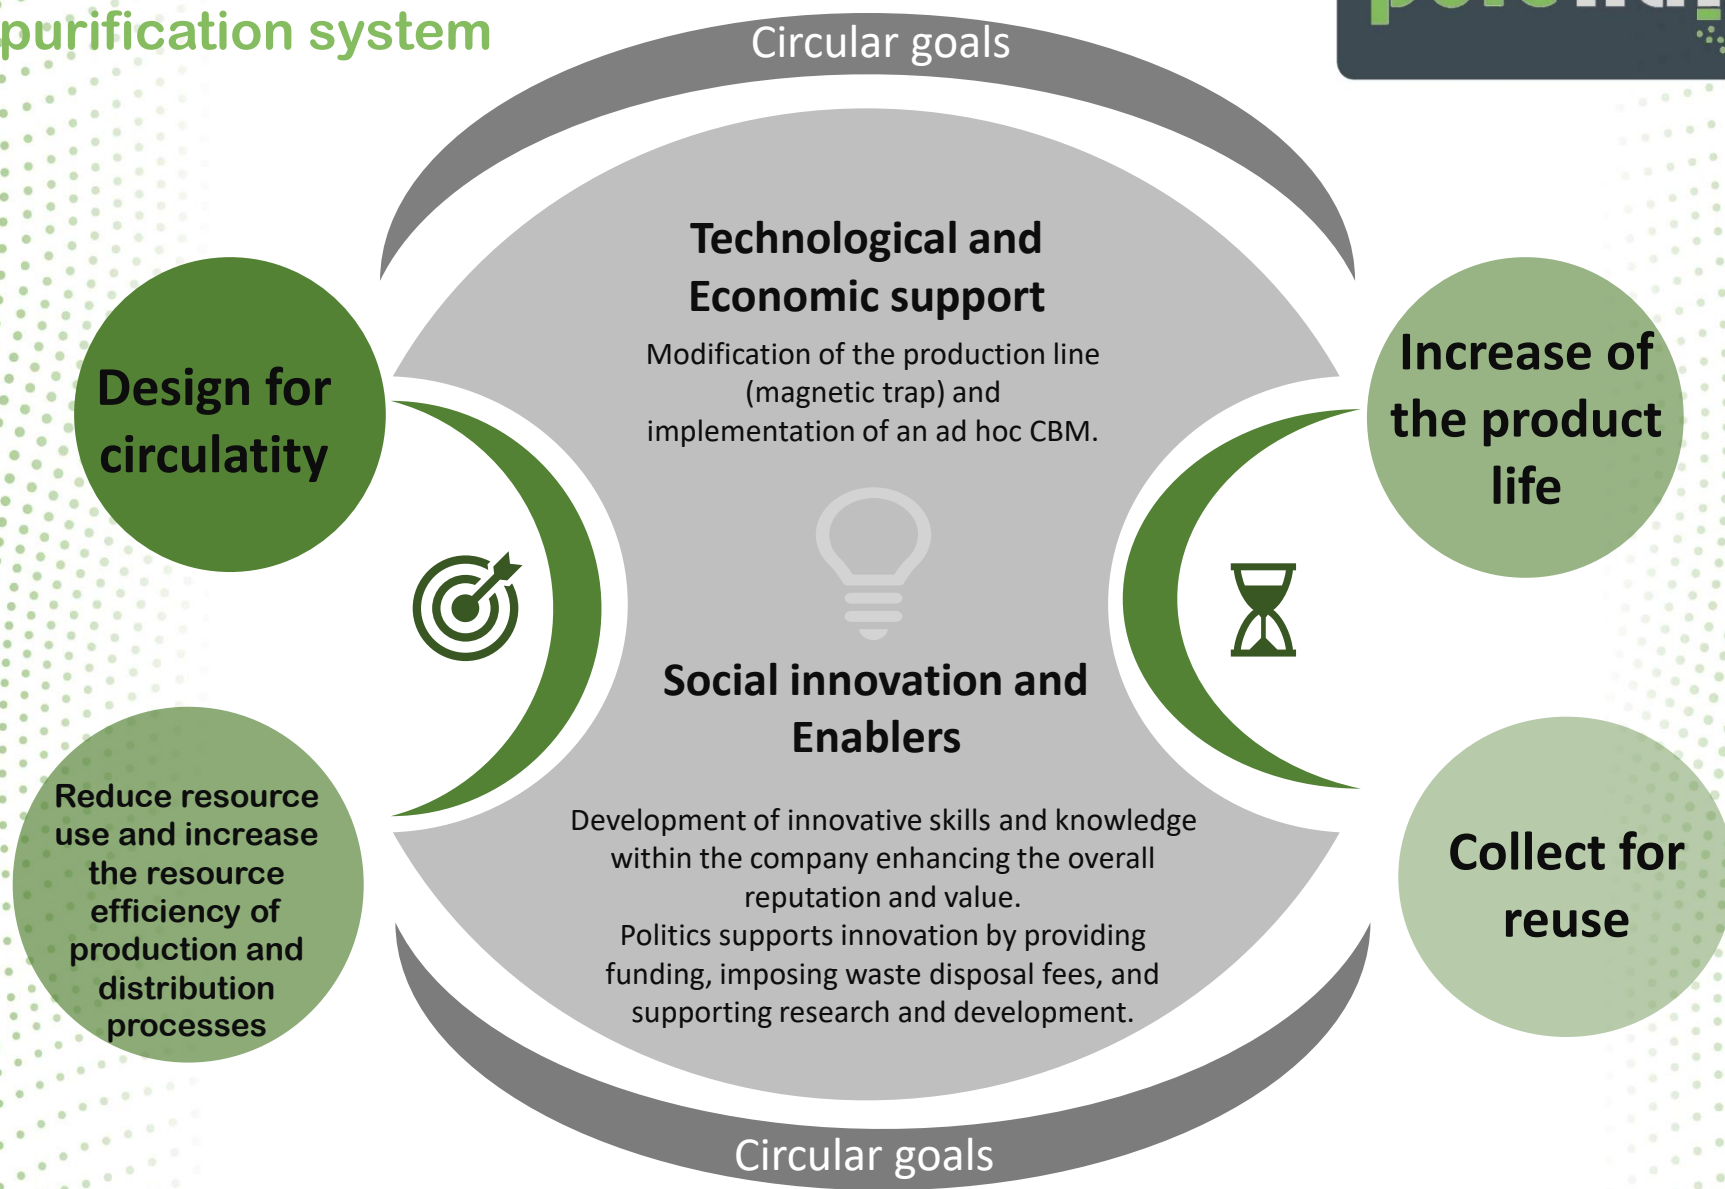 purification system
Circular goals
Technological and
Economic support
Modification of the production line
(magnetic trap) and
implementation of an ad hoc CBM.
Design for
circulatity
Increase of
the product
life
Social innovation and
Enablers
Development of innovative skills and knowledge
within the company enhancing the overall
reputation and value.
Politics supports innovation by providing
funding, imposing waste disposal fees, and
supporting research and development.
Reduce resource
use and increase
the resource
efficiency of
production and
distribution
processes
Collect for
reuse
Circular goals